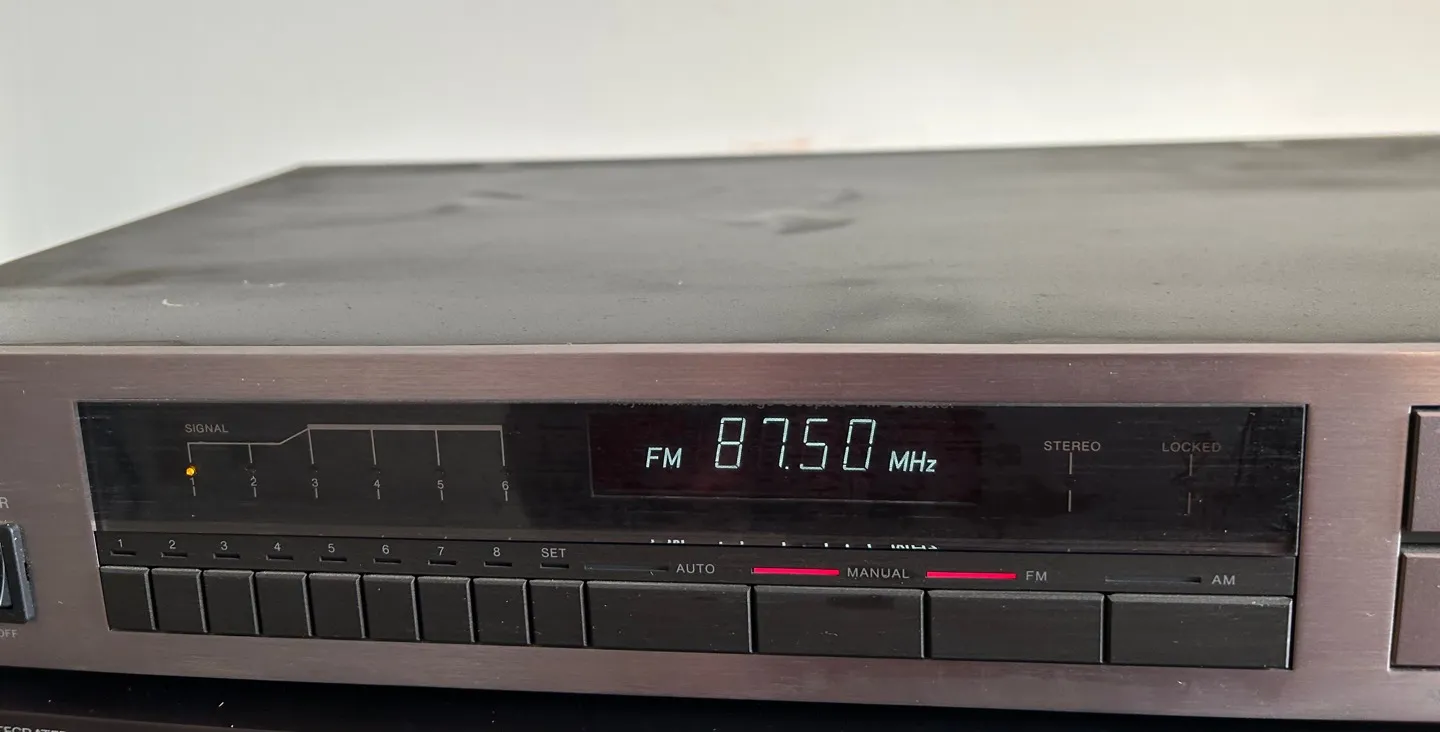 SIGNAL
1 2 3 4 5 6
FM 87.50 MHz
STEREO LOCKED
1 2 3 4 5 6 7 8 SET AUTO MANUAL FM AM
OFF